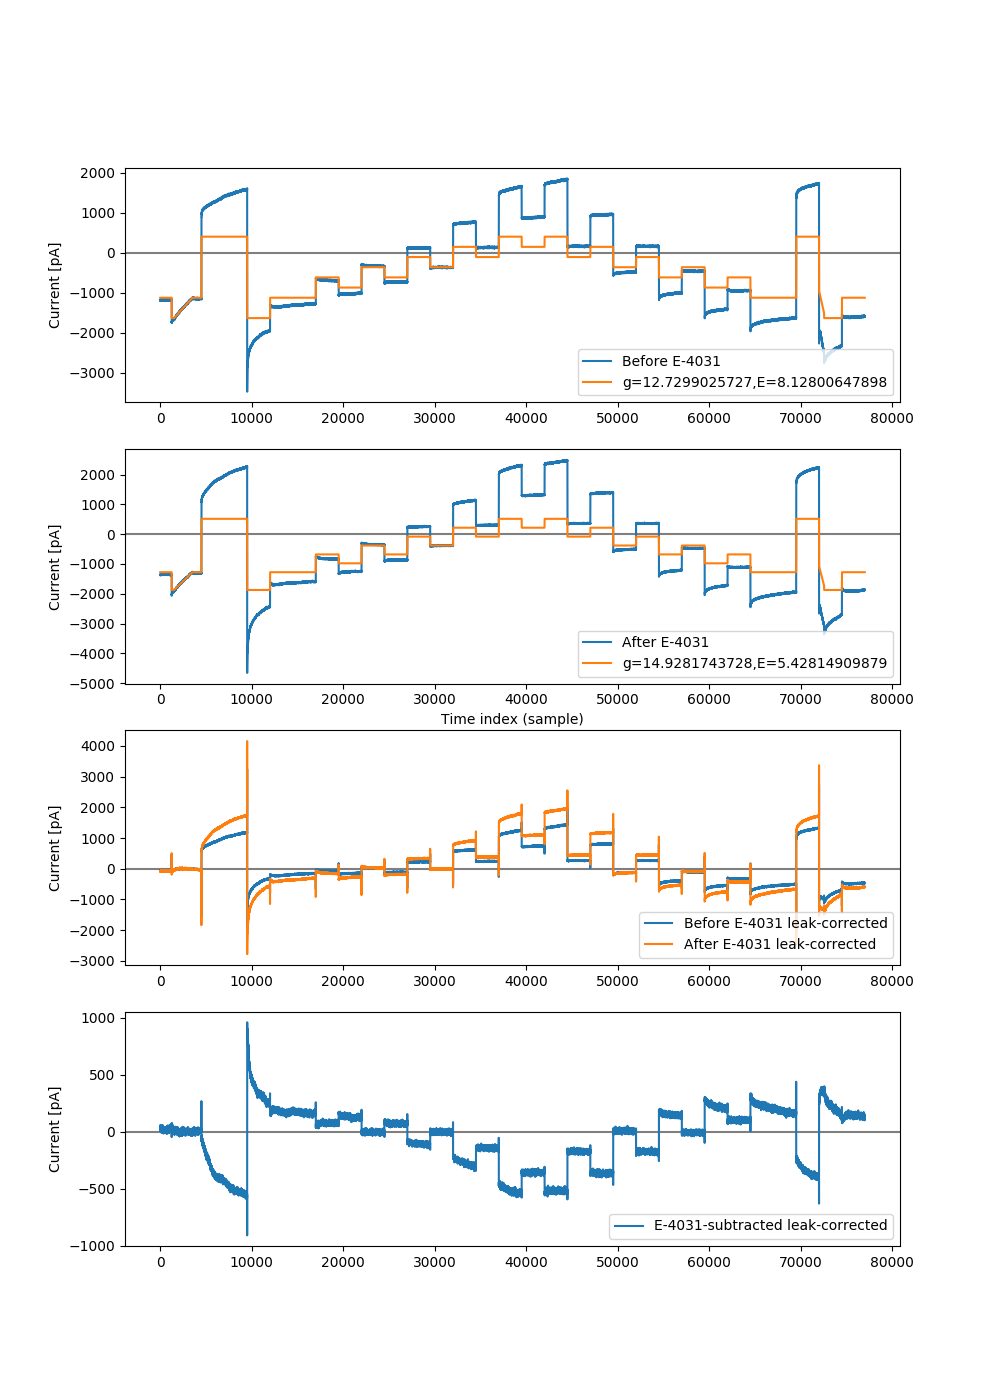 2000
1000
0
−1000
−2000
−3000
Current [pA]
Before E-4031
g=12.7299025727,E=8.12800647898
0 10000 20000 30000 40000 50000 60000 70000 80000
2000
1000
0
−1000
−2000
−3000
−4000
−5000
Current [pA]
After E-4031
g=14.9281743728,E=5.42814909879
0 10000 20000 30000 40000 50000 60000 70000 80000
Time index (sample)
4000
3000
2000
1000
0
−1000
−2000
−3000
Current [pA]
Before E-4031 leak-corrected
After E-4031 leak-corrected
0 10000 20000 30000 40000 50000 60000 70000 80000
1000
500
0
−500
−1000
Current [pA]
E-4031-subtracted leak-corrected
0 10000 20000 30000 40000 50000 60000 70000 80000